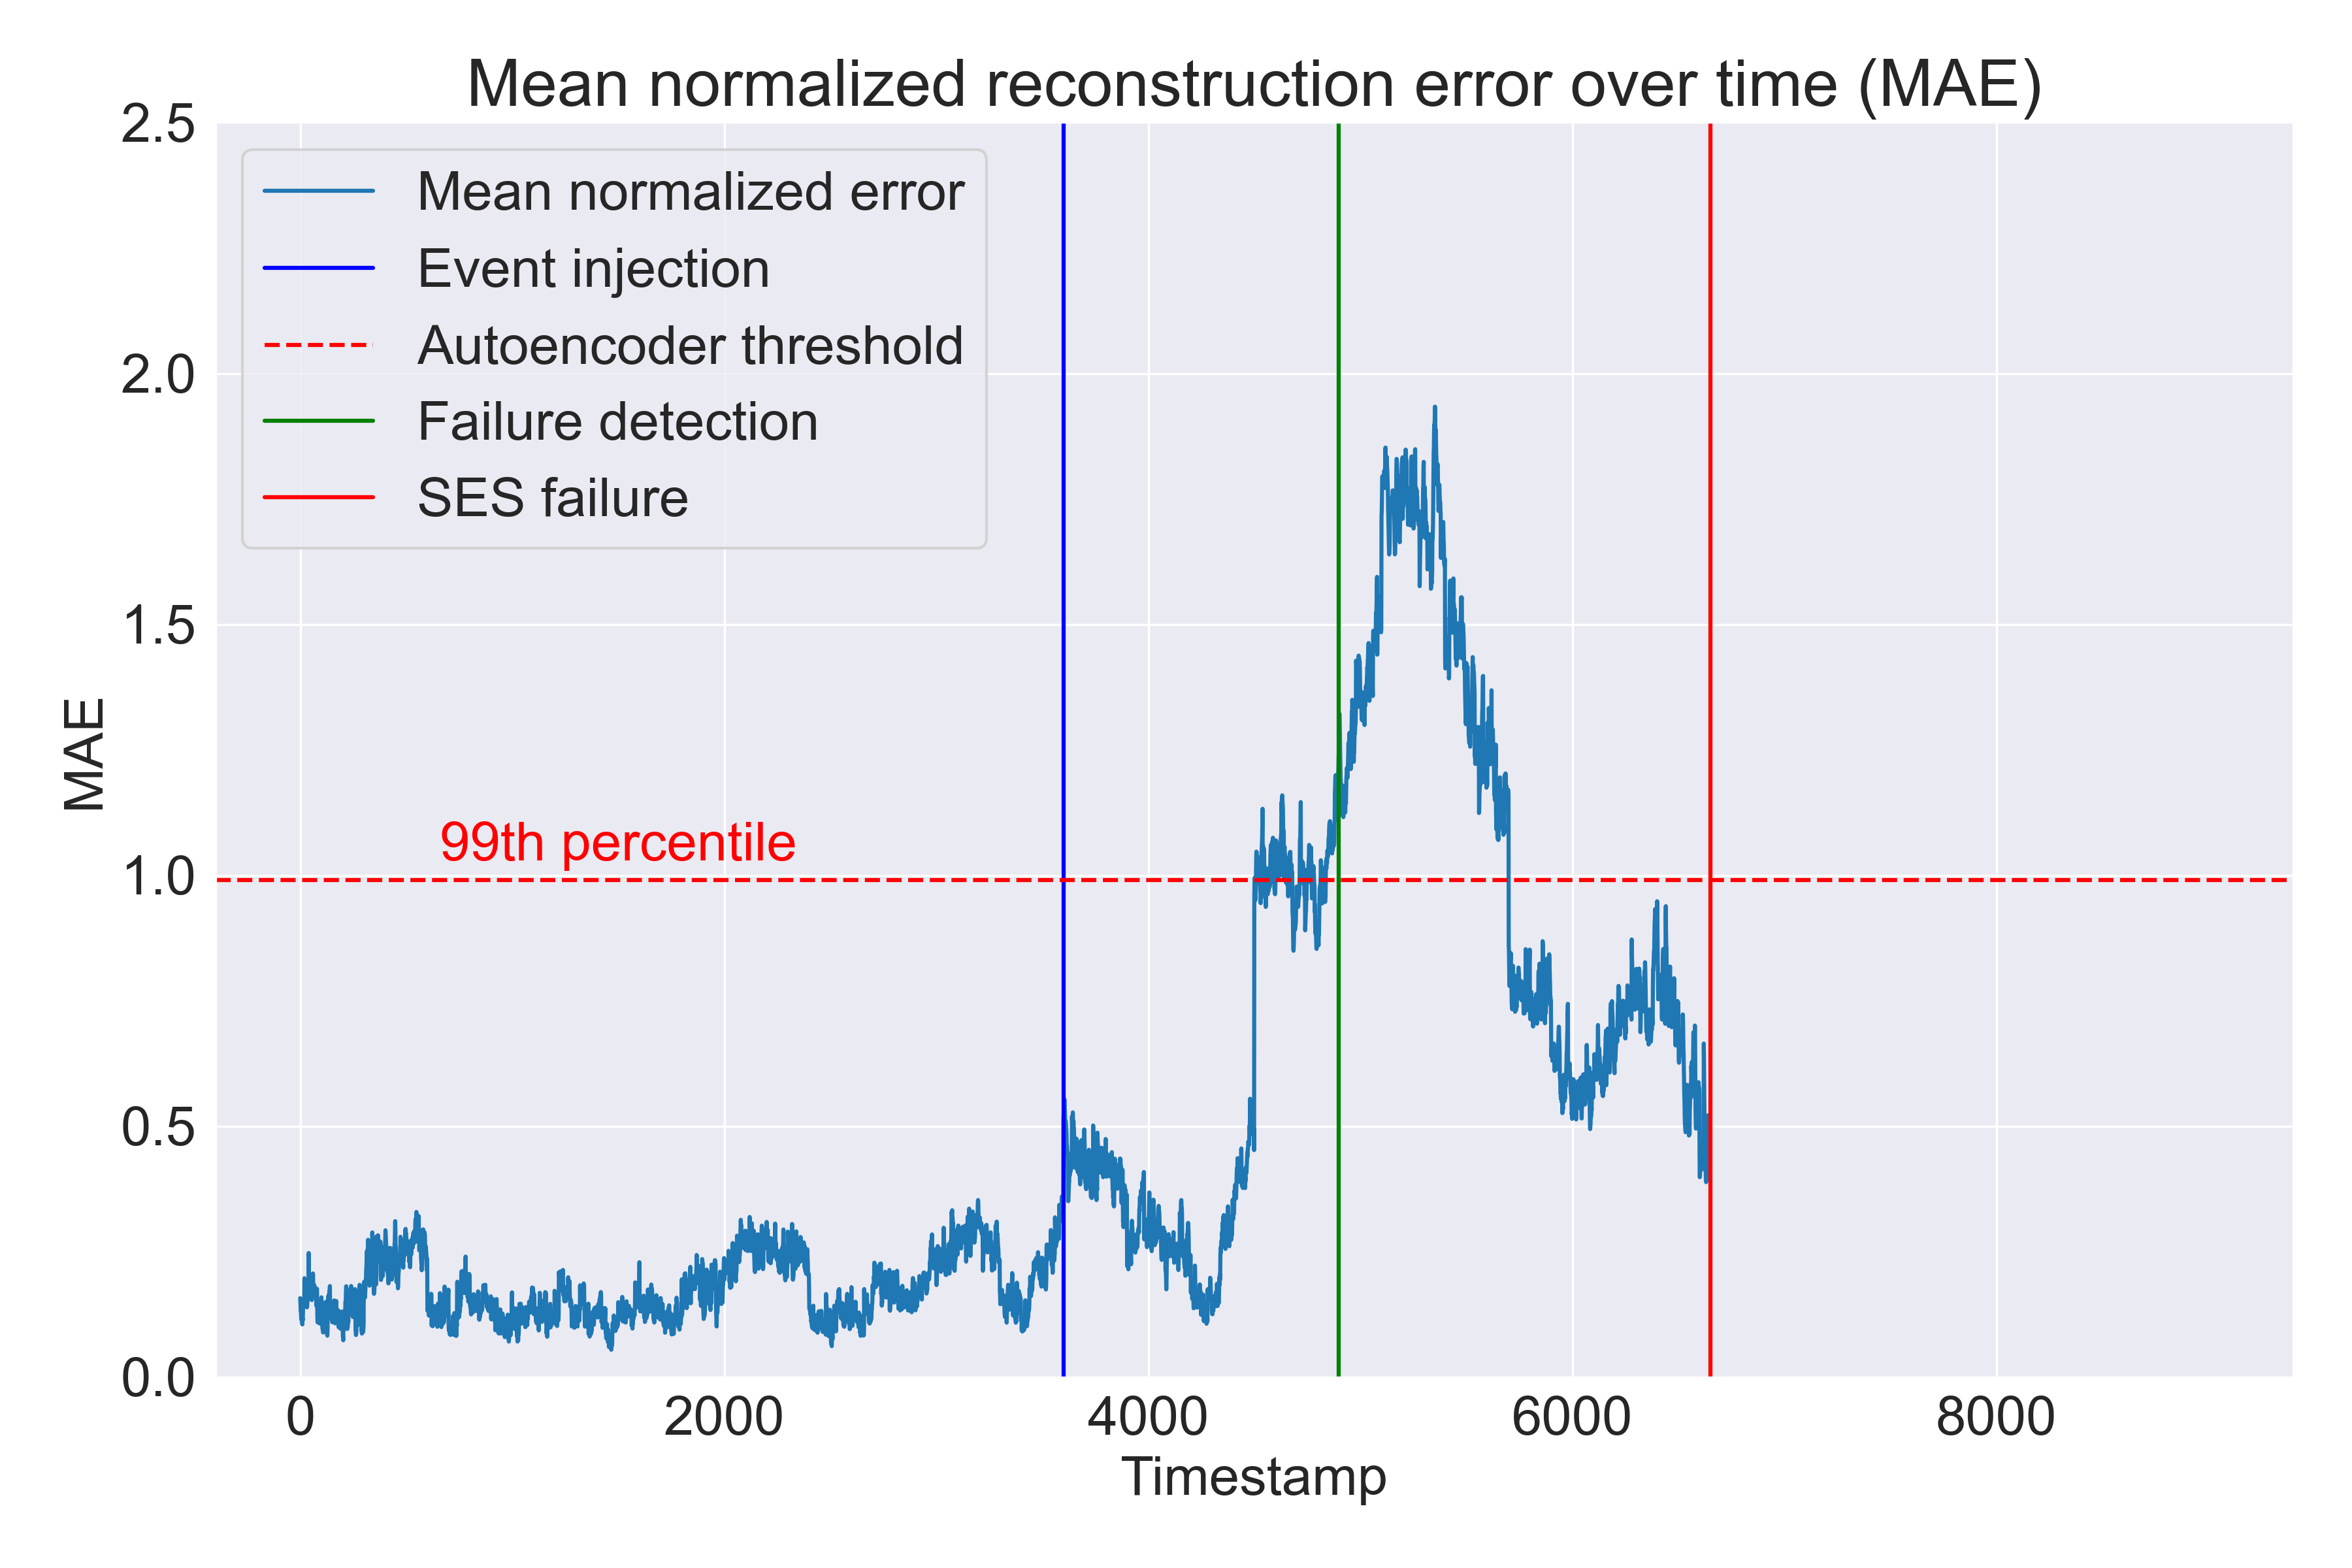 Mean normalized reconstruction error over time (MAE)
2.5
2.0
1.5
1.0
0.5
0.0
MAE
Mean normalized error
Event injection
Autoencoder threshold
Failure detection
SES failure
99th percentile
0 2000 4000 6000 8000
Timestamp